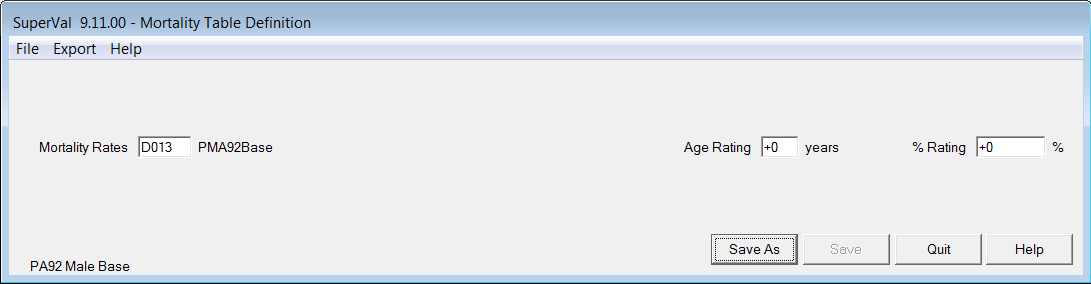 SuperVal 9.11.00 - Mortality Table Definition
File Export Help
Mortality Rates D013 PMA92Base Age Rating +0 years % Rating +0 %
Save As Save Quit Help
PA92 Male Base